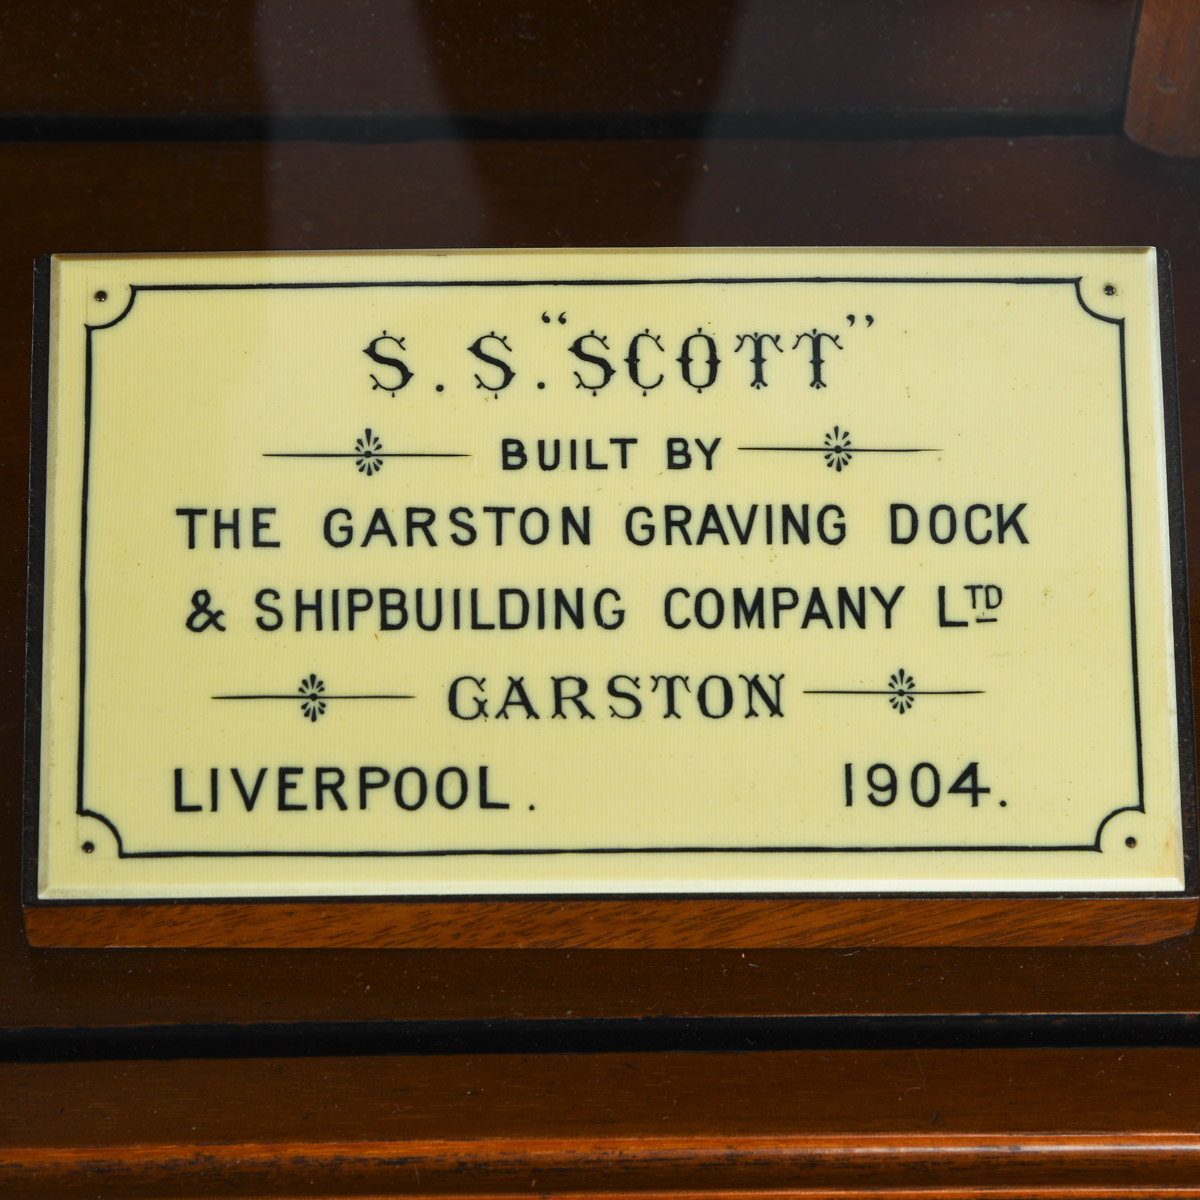 S.S. "SCOTT"
BUILT BY
THE GARSTON GRAVING DOCK
& SHIPBUILDING COMPANY LTD
GARSTON
LIVERPOOL. 1904.